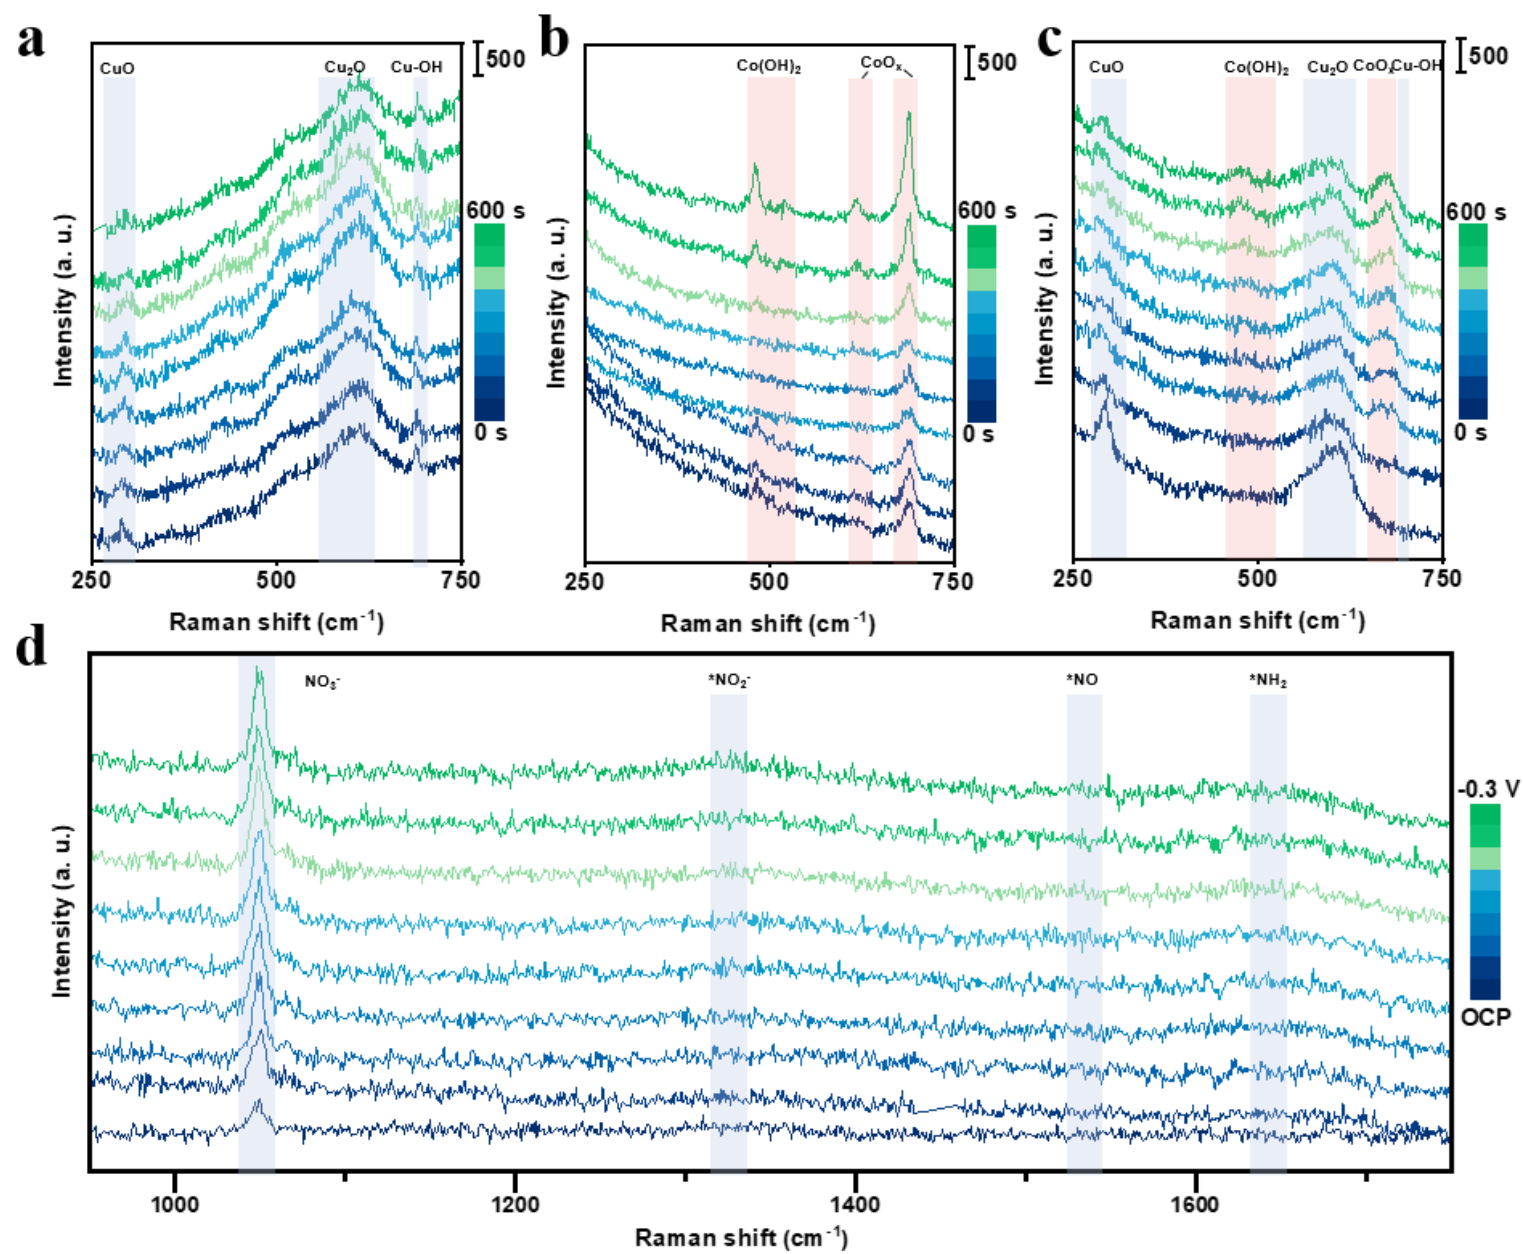 a
CuO
Cu₂O
Cu-OH
500
Intensity (a. u.)
600 s
0 s
250
500
750
Raman shift (cm⁻¹)
b
Co(OH)₂
CoOₓ
500
Intensity (a. u.)
600 s
0 s
250
500
750
Raman shift (cm⁻¹)
c
CuO
Co(OH)₂
Cu₂O
CoOₓ
Cu-OH
500
Intensity (a. u.)
600 s
0 s
250
500
750
Raman shift (cm⁻¹)
d
NO₃⁻
*NO₂⁻
*NO
*NH₂
Intensity (a. u.)
-0.3 V
OCP
1000
1200
1400
1600
Raman shift (cm⁻¹)